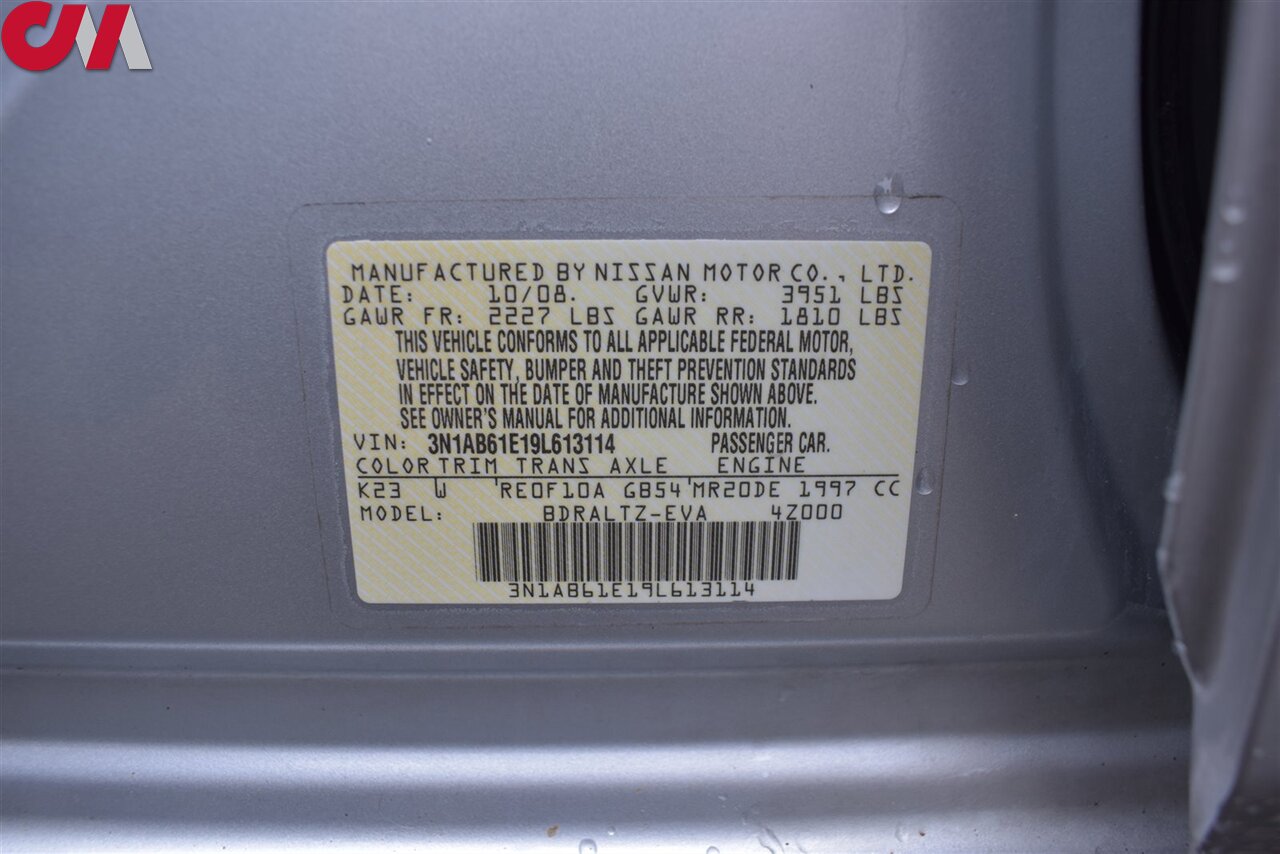 CM
MANUFACTURED BY NISSAN MOTOR CO., LTD.
DATE: 10/08. GVWR: 3951 LBS
GAWR FR: 2227 LBS GAWR RR: 1810 LBS
THIS VEHICLE CONFORMS TO ALL APPLICABLE FEDERAL MOTOR,
VEHICLE SAFETY, BUMPER AND THEFT PREVENTION STANDARDS
IN EFFECT ON THE DATE OF MANUFACTURE SHOWN ABOVE.
SEE OWNER'S MANUAL FOR ADDITIONAL INFORMATION.
VIN: 3N1AB61E19L613114 PASSENGER CAR.
COLOR TRIM TRANS AXLE ENGINE
K23 W 'RE0F10A GB54'MR20DE 1997 CC
MODEL: BDRALTZ-EVA 4Z000
3N1AB61E19L613114